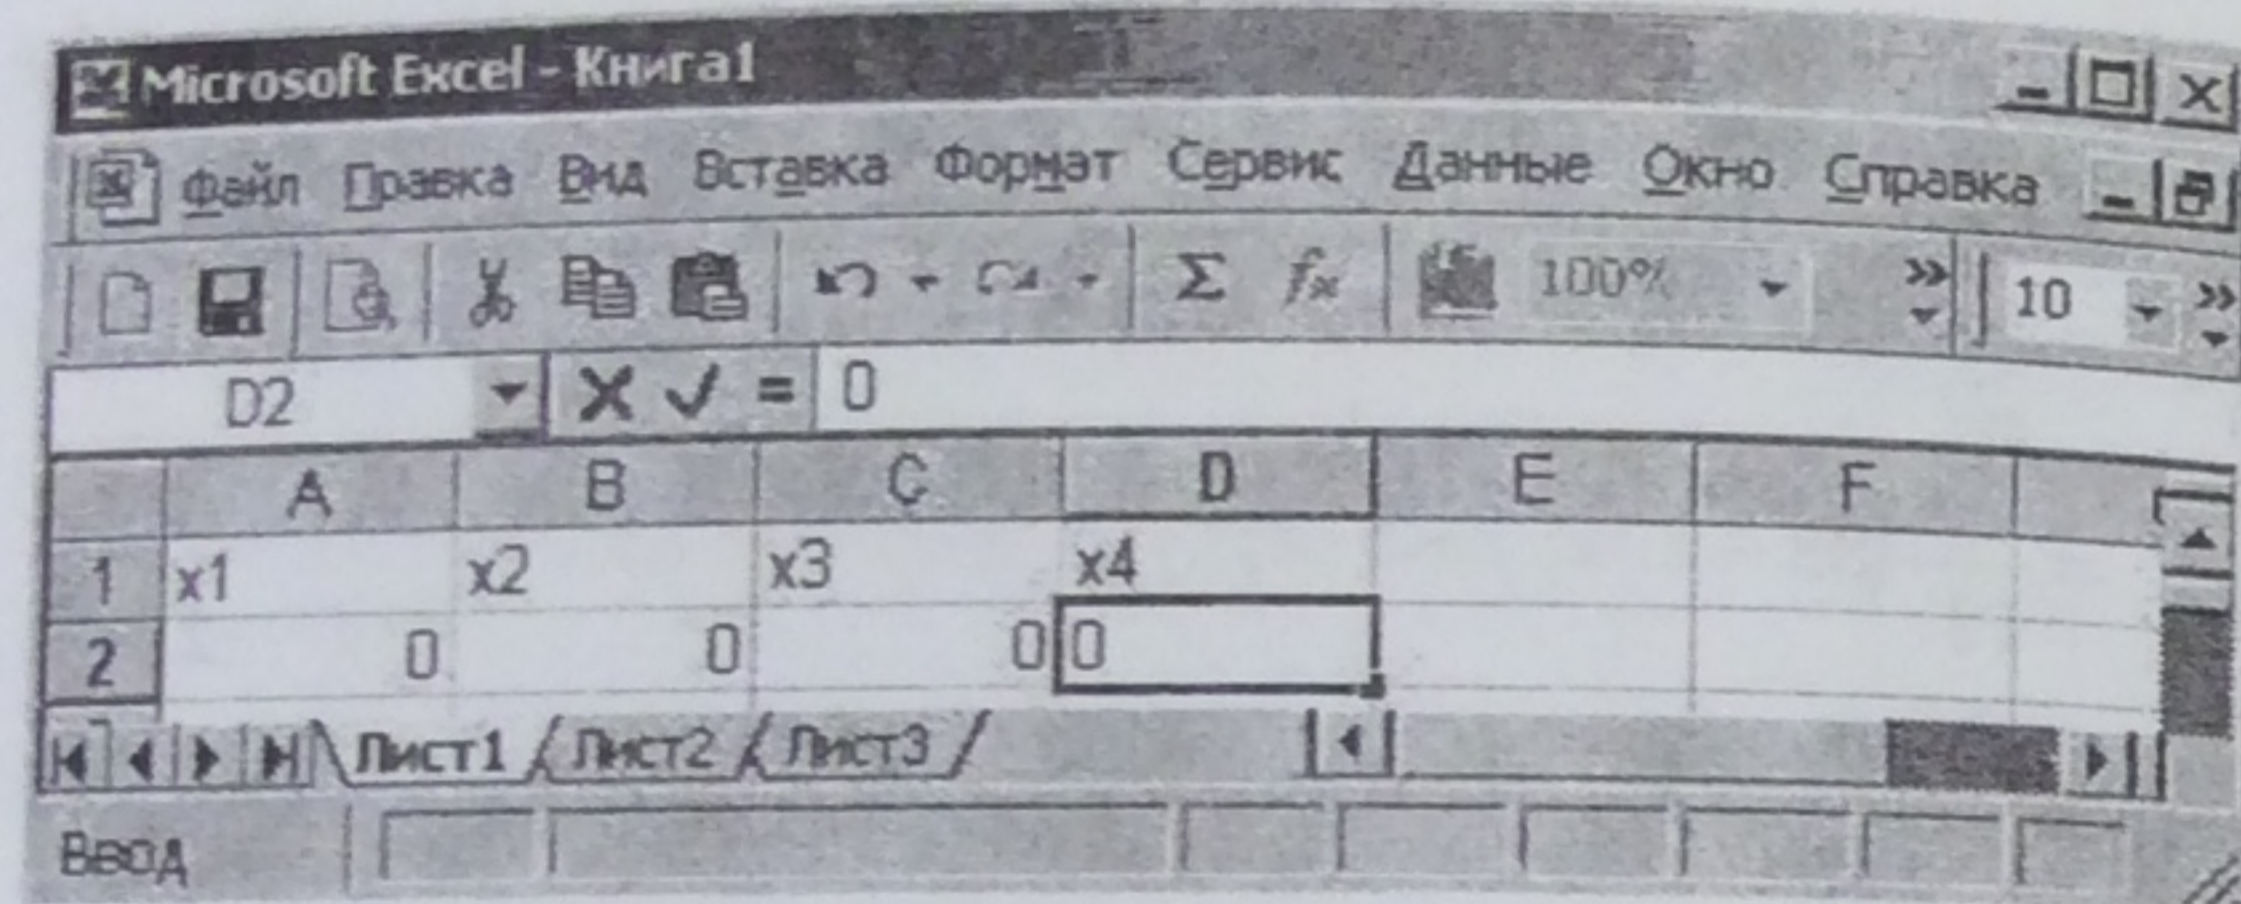 Microsoft Excel - Книга1
Файл Правка Вид Вставка Формат Сервис Данные Окно Справка
Σ fx 100% » 10 »
D2 = 0
A B C D E F
1 x1 x2 x3 x4
2 0 0 0 0
Лист1 Лист2 Лист3
Ввод